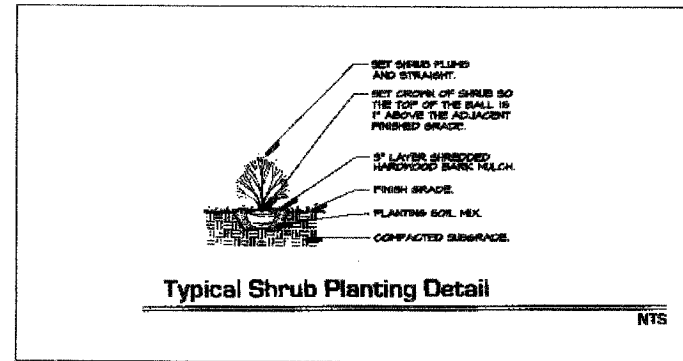 SET SHRUB PLUMB
AND STRAIGHT.
SET CROWN OF SHRUB SO
THE TOP OF THE BALL IS
1" ABOVE THE ADJACENT
FINISHED GRADE.
3" LAYER SHREDDED
HARDWOOD BARK MULCH.
FINISH GRADE.
PLANTING SOIL MIX.
COMPACTED SUBGRADE.
Typical Shrub Planting Detail
NTS